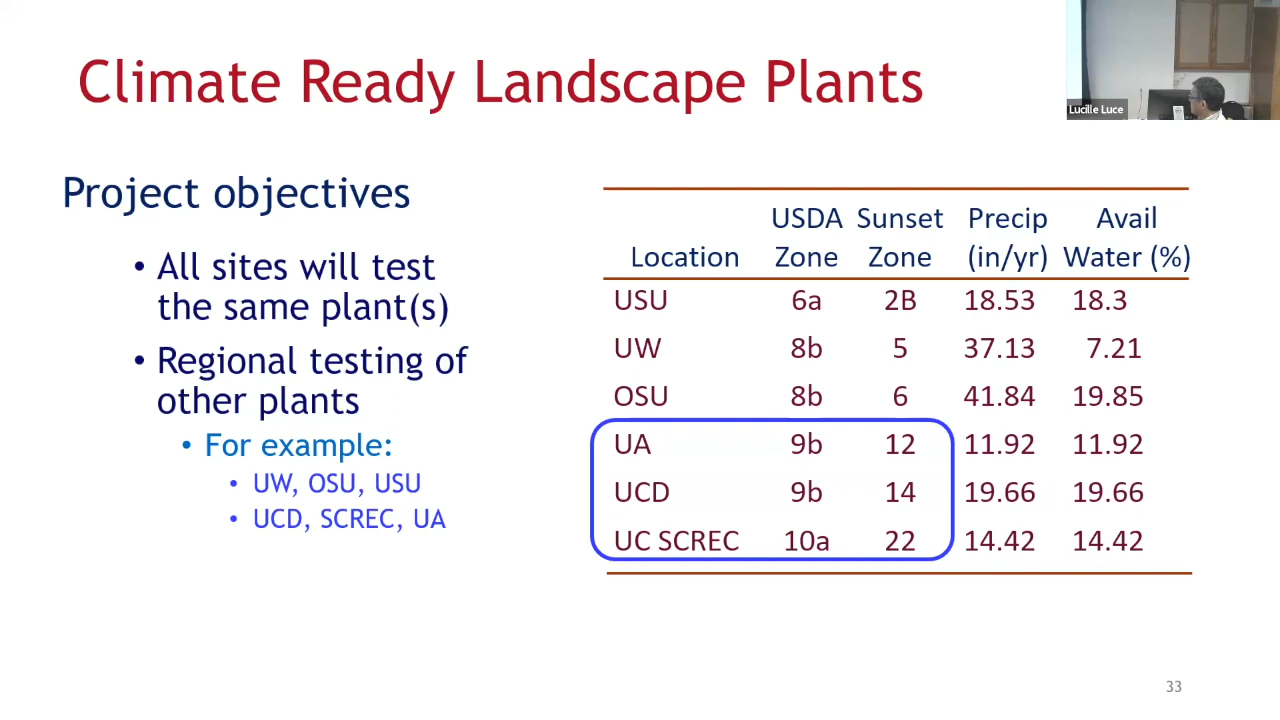 Climate Ready Landscape Plants
Lucille Luce
Project objectives
• All sites will test
the same plant(s)
• Regional testing of
other plants
• For example:
• UW, OSU, USU
• UCD, SCREC, UA
USDA Sunset Precip Avail
Location Zone Zone (in/yr) Water (%)
USU 6a 2B 18.53 18.3
UW 8b 5 37.13 7.21
OSU 8b 6 41.84 19.85
UA 9b 12 11.92 11.92
UCD 9b 14 19.66 19.66
UC SCREC 10a 22 14.42 14.42
33